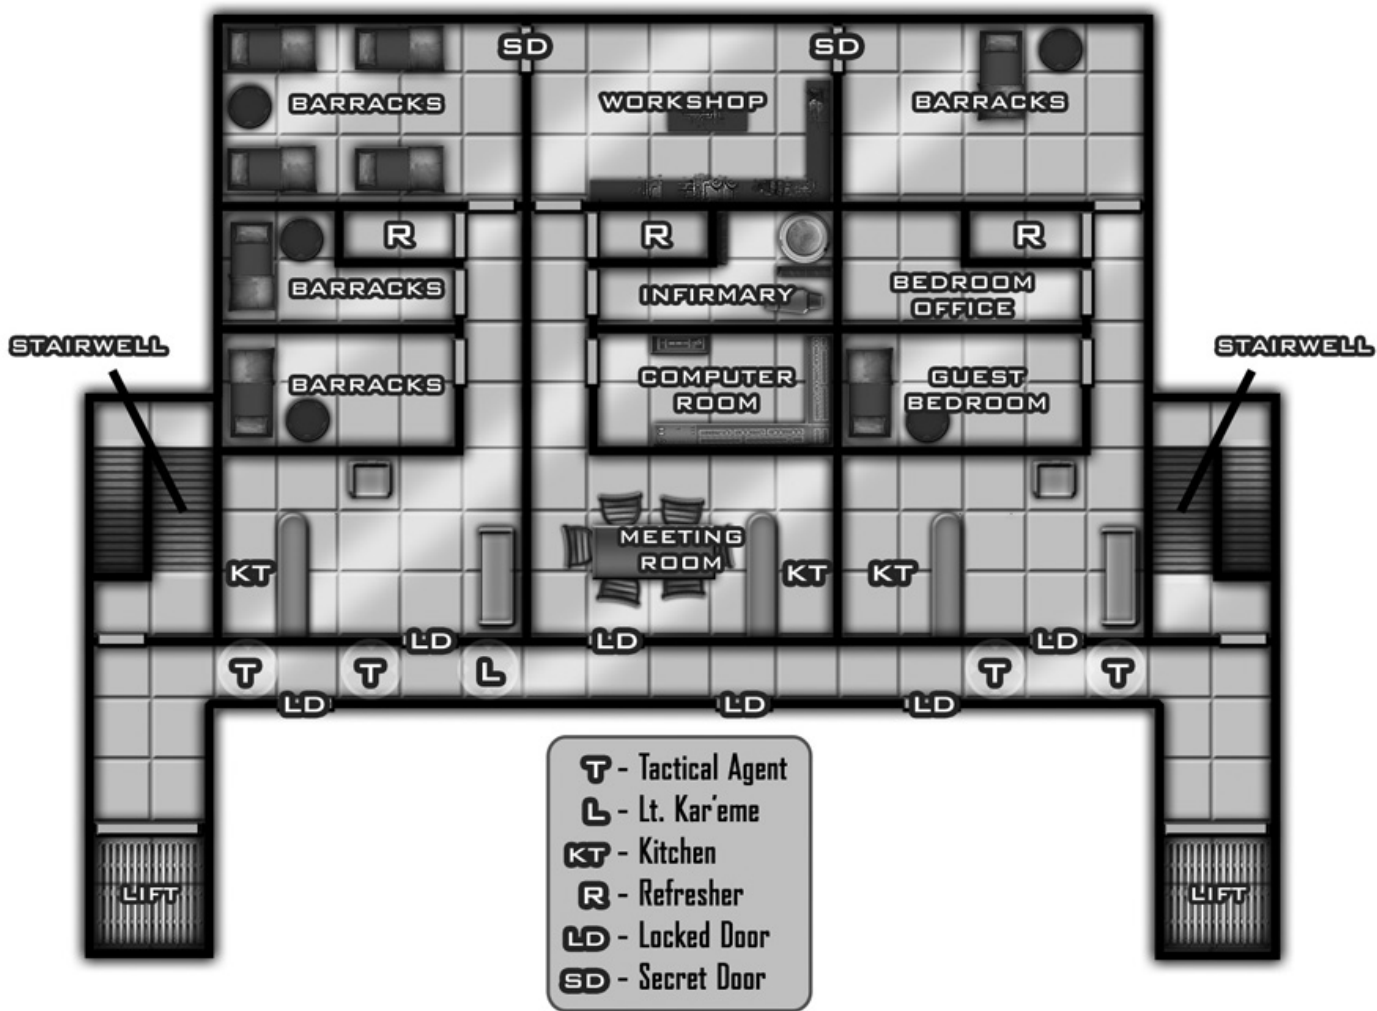 SD
SD
BARRACKS
WORKSHOP
BARRACKS
R
R
R
BARRACKS
INFIRMARY
BEDROOM
OFFICE
STAIRWELL
STAIRWELL
BARRACKS
COMPUTER
ROOM
GUEST
BEDROOM
MEETING
ROOM
KT
KT
KT
LD
LD
LD
T
T
L
T
T
LD
LD
LD
T - Tactical Agent
L - Lt. Kar'eme
KT - Kitchen
R - Refresher
LD - Locked Door
SD - Secret Door
LIFT
LIFT